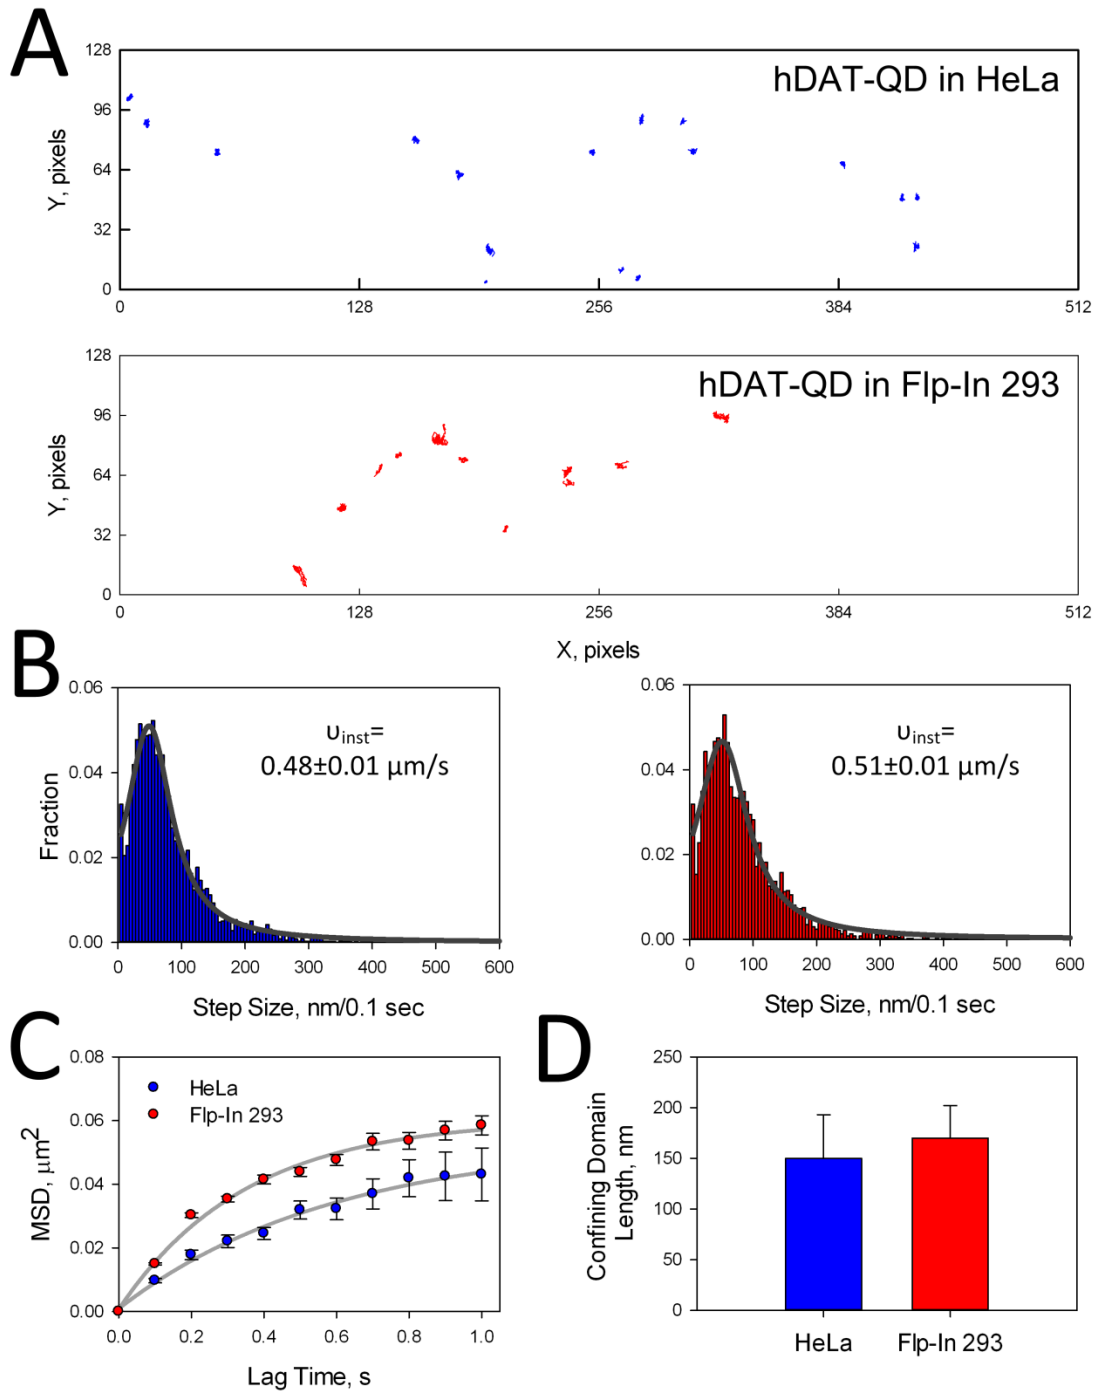 A
128
96
64
32
0
Y, pixels
hDAT-QD in HeLa
0 128 256 384 512
128
96
64
32
0
Y, pixels
hDAT-QD in Flp-In 293
0 128 256 384 512
X, pixels
B
0.06
0.04
0.02
0.00
Fraction
υinst=
0.48±0.01 μm/s
0 100 200 300 400 500 600
Step Size, nm/0.1 sec
0.06
0.04
0.02
0.00
υinst=
0.51±0.01 μm/s
0 100 200 300 400 500 600
Step Size, nm/0.1 sec
C
0.08
0.06
0.04
0.02
0.00
MSD, μm2
HeLa
Flp-In 293
0.0 0.2 0.4 0.6 0.8 1.0
Lag Time, s
D
250
200
150
100
50
0
Confining Domain
Length, nm
HeLa Flp-In 293